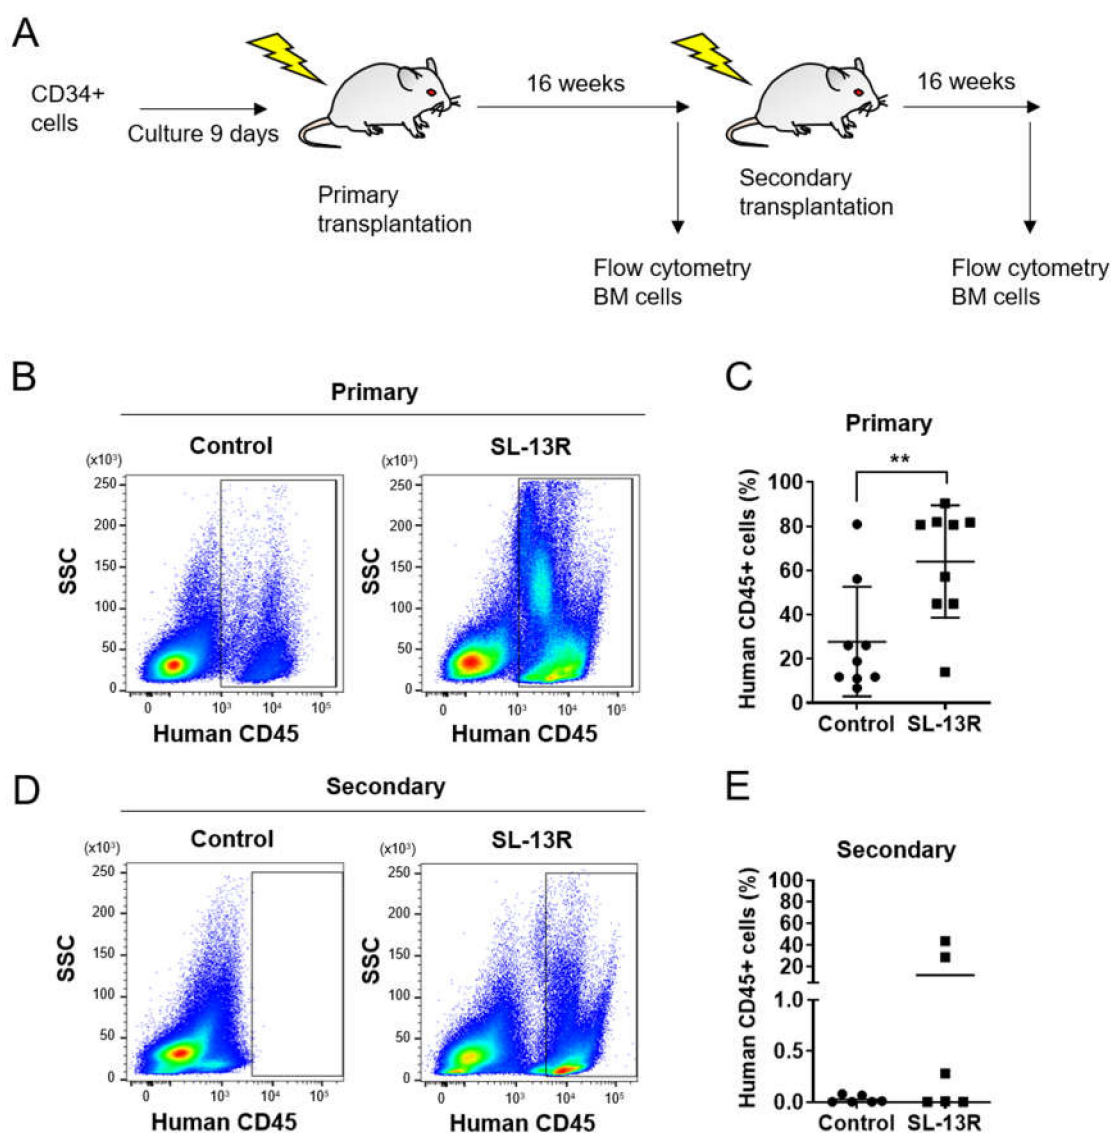 A
CD34+
cells
Culture 9 days
Primary
transplantation
16 weeks
Flow cytometry
BM cells
Secondary
transplantation
16 weeks
Flow cytometry
BM cells
B
Primary
Control
SL-13R
(x10³)
250
200
150
100
50
0
SSC
0 10³ 10⁴ 10⁵
Human CD45
(x10³)
250
200
150
100
50
0
SSC
0 10³ 10⁴ 10⁵
Human CD45
C
Primary
**
Human CD45+ cells (%)
100
80
60
40
20
0
Control SL-13R
D
Secondary
Control
SL-13R
(x10³)
250
200
150
100
50
0
SSC
0 10³ 10⁴ 10⁵
Human CD45
(x10³)
250
200
150
100
50
0
SSC
0 10³ 10⁴ 10⁵
Human CD45
E
Secondary
Human CD45+ cells (%)
100
80
60
40
20
1.0
0.5
0.0
Control SL-13R